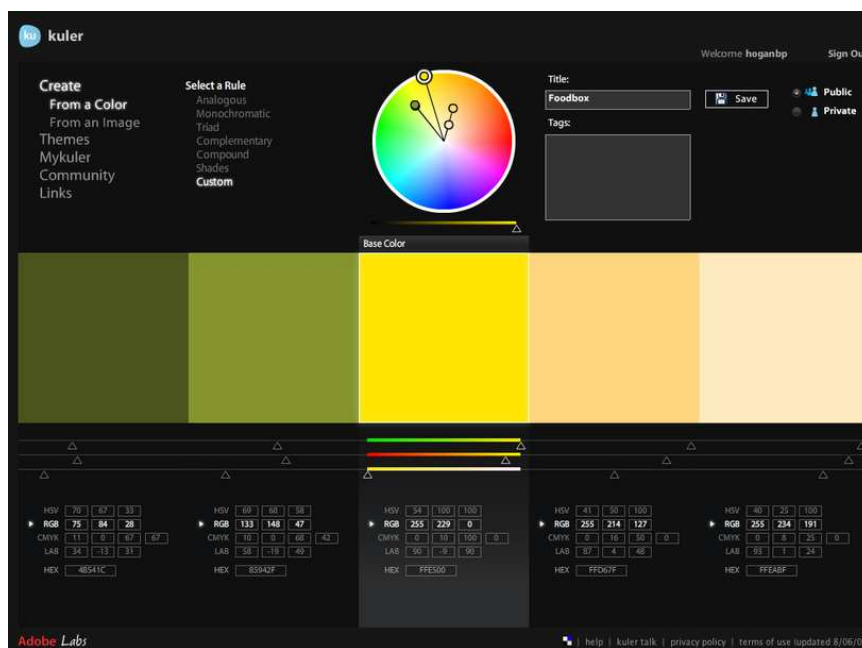 ku kuler
Welcome hoganbp Sign Ou
Create
From a Color
From an Image
Themes
Mykuler
Community
Links
Select a Rule
Analogous
Monochromatic
Triad
Complementary
Compound
Shades
Custom
Title:
Foodbox
Tags:
Save
Public
Private
Base Color
HSV 70 67 33
RGB 75 84 28
CMYK 11 0 67 67
LAB 34 -13 31
HEX 4B541C
HSV 69 68 58
RGB 133 148 47
CMYK 10 0 68 42
LAB 58 -19 49
HEX 85942F
HSV 54 100 100
RGB 255 229 0
CMYK 0 10 100 0
LAB 90 -9 90
HEX FFE500
HSV 41 50 100
RGB 255 214 127
CMYK 0 16 50 0
LAB 87 4 48
HEX FFD67F
HSV 40 25 100
RGB 255 234 191
CMYK 0 8 25 0
LAB 93 1 24
HEX FFEABF
Adobe Labs
| help | kuler talk | privacy policy | terms of use (updated 8/06/0